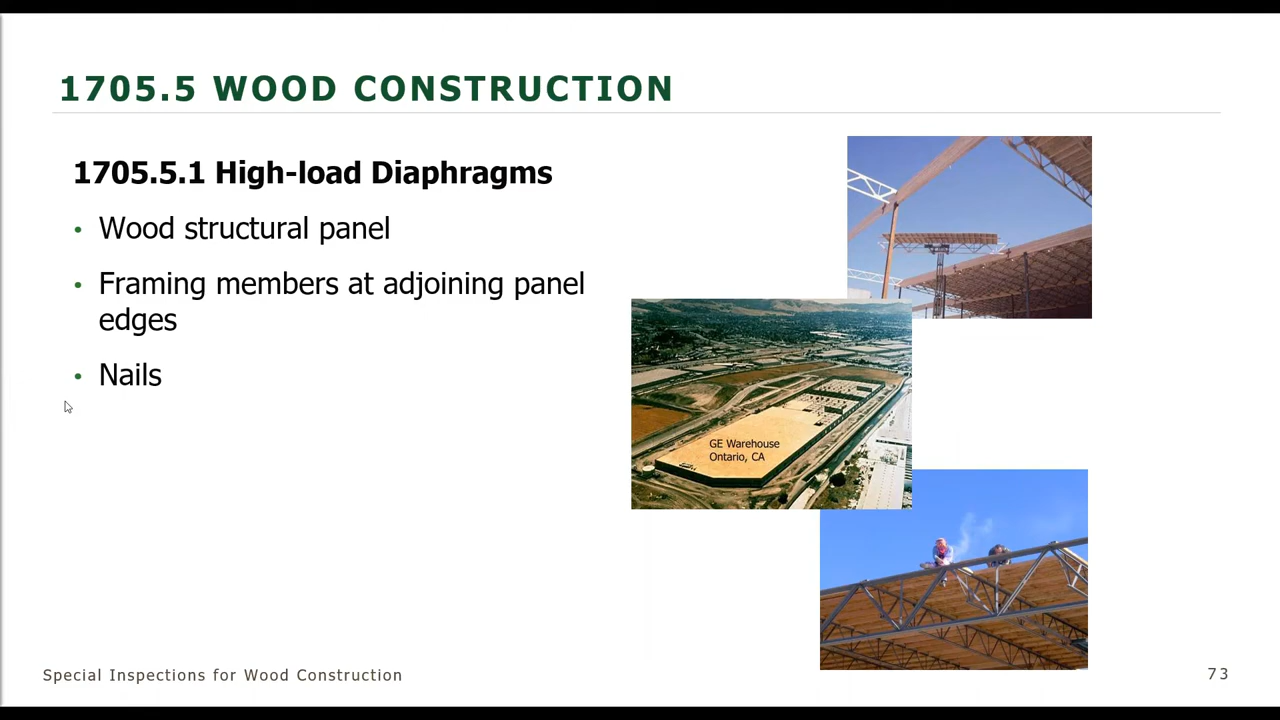 1705.5 WOOD CONSTRUCTION
1705.5.1 High-load Diaphragms
• Wood structural panel
• Framing members at adjoining panel
edges
• Nails
GE Warehouse
Ontario, CA
Special Inspections for Wood Construction
73